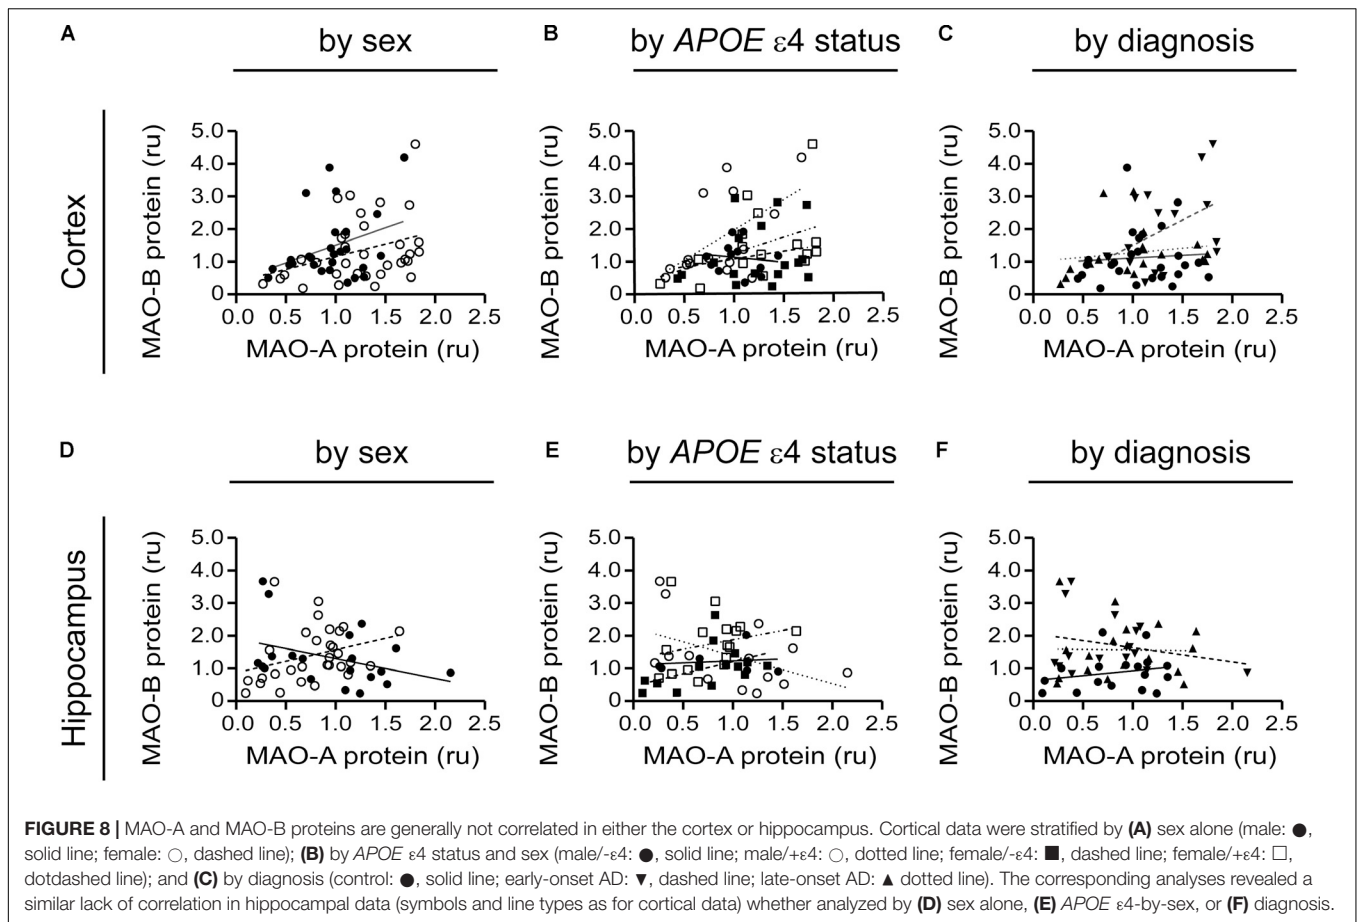 A
by sex
B
by APOE ε4 status
C
by diagnosis
Cortex
MAO-B protein (ru)
5.0
4.0
3.0
2.0
1.0
0
0.0 0.5 1.0 1.5 2.0 2.5
MAO-A protein (ru)
MAO-B protein (ru)
5.0
4.0
3.0
2.0
1.0
0
0.0 0.5 1.0 1.5 2.0 2.5
MAO-A protein (ru)
MAO-B protein (ru)
5.0
4.0
3.0
2.0
1.0
0
0.0 0.5 1.0 1.5 2.0 2.5
MAO-A protein (ru)
D
by sex
E
by APOE ε4 status
F
by diagnosis
Hippocampus
MAO-B protein (ru)
5.0
4.0
3.0
2.0
1.0
0
0.0 0.5 1.0 1.5 2.0 2.5
MAO-A protein (ru)
MAO-B protein (ru)
5.0
4.0
3.0
2.0
1.0
0
0.0 0.5 1.0 1.5 2.0 2.5
MAO-A protein (ru)
MAO-B protein (ru)
5.0
4.0
3.0
2.0
1.0
0
0.0 0.5 1.0 1.5 2.0 2.5
MAO-A protein (ru)
FIGURE 8 | MAO-A and MAO-B proteins are generally not correlated in either the cortex or hippocampus. Cortical data were stratified by (A) sex alone (male: ●,
solid line; female: ○, dashed line); (B) by APOE ε4 status and sex (male/-ε4: ●, solid line; male/+ε4: ○, dotted line; female/-ε4: ■, dashed line; female/+ε4: □,
dotdashed line); and (C) by diagnosis (control: ●, solid line; early-onset AD: ▼, dashed line; late-onset AD: ▲ dotted line). The corresponding analyses revealed a
similar lack of correlation in hippocampal data (symbols and line types as for cortical data) whether analyzed by (D) sex alone, (E) APOE ε4-by-sex, or (F) diagnosis.